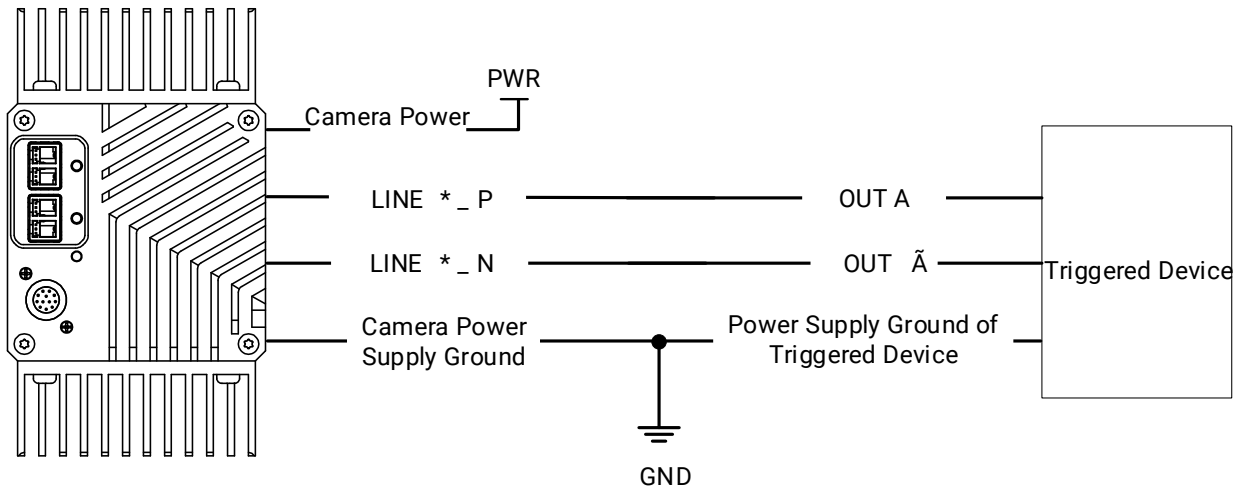 PWR
Camera Power
LINE *_ P
OUT A
LINE *_ N
OUT Ã
Triggered Device
Camera Power
Supply Ground
Power Supply Ground of
Triggered Device
GND